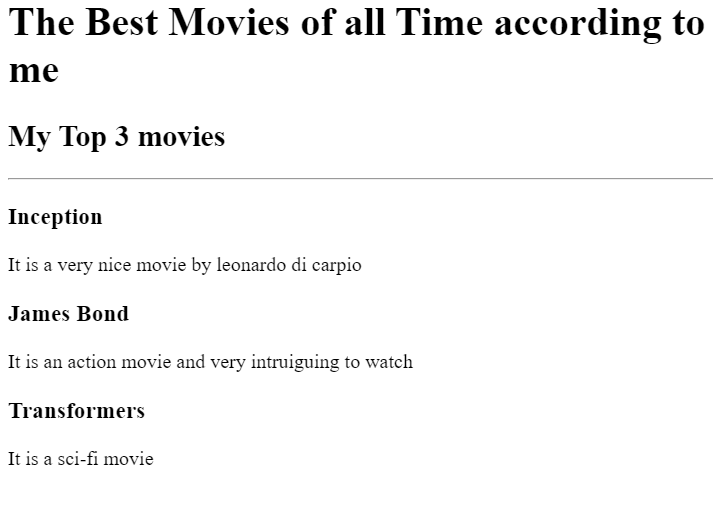 The Best Movies of all Time according to
me
My Top 3 movies
Inception
It is a very nice movie by leonardo di carpio
James Bond
It is an action movie and very intruiguing to watch
Transformers
It is a sci-fi movie